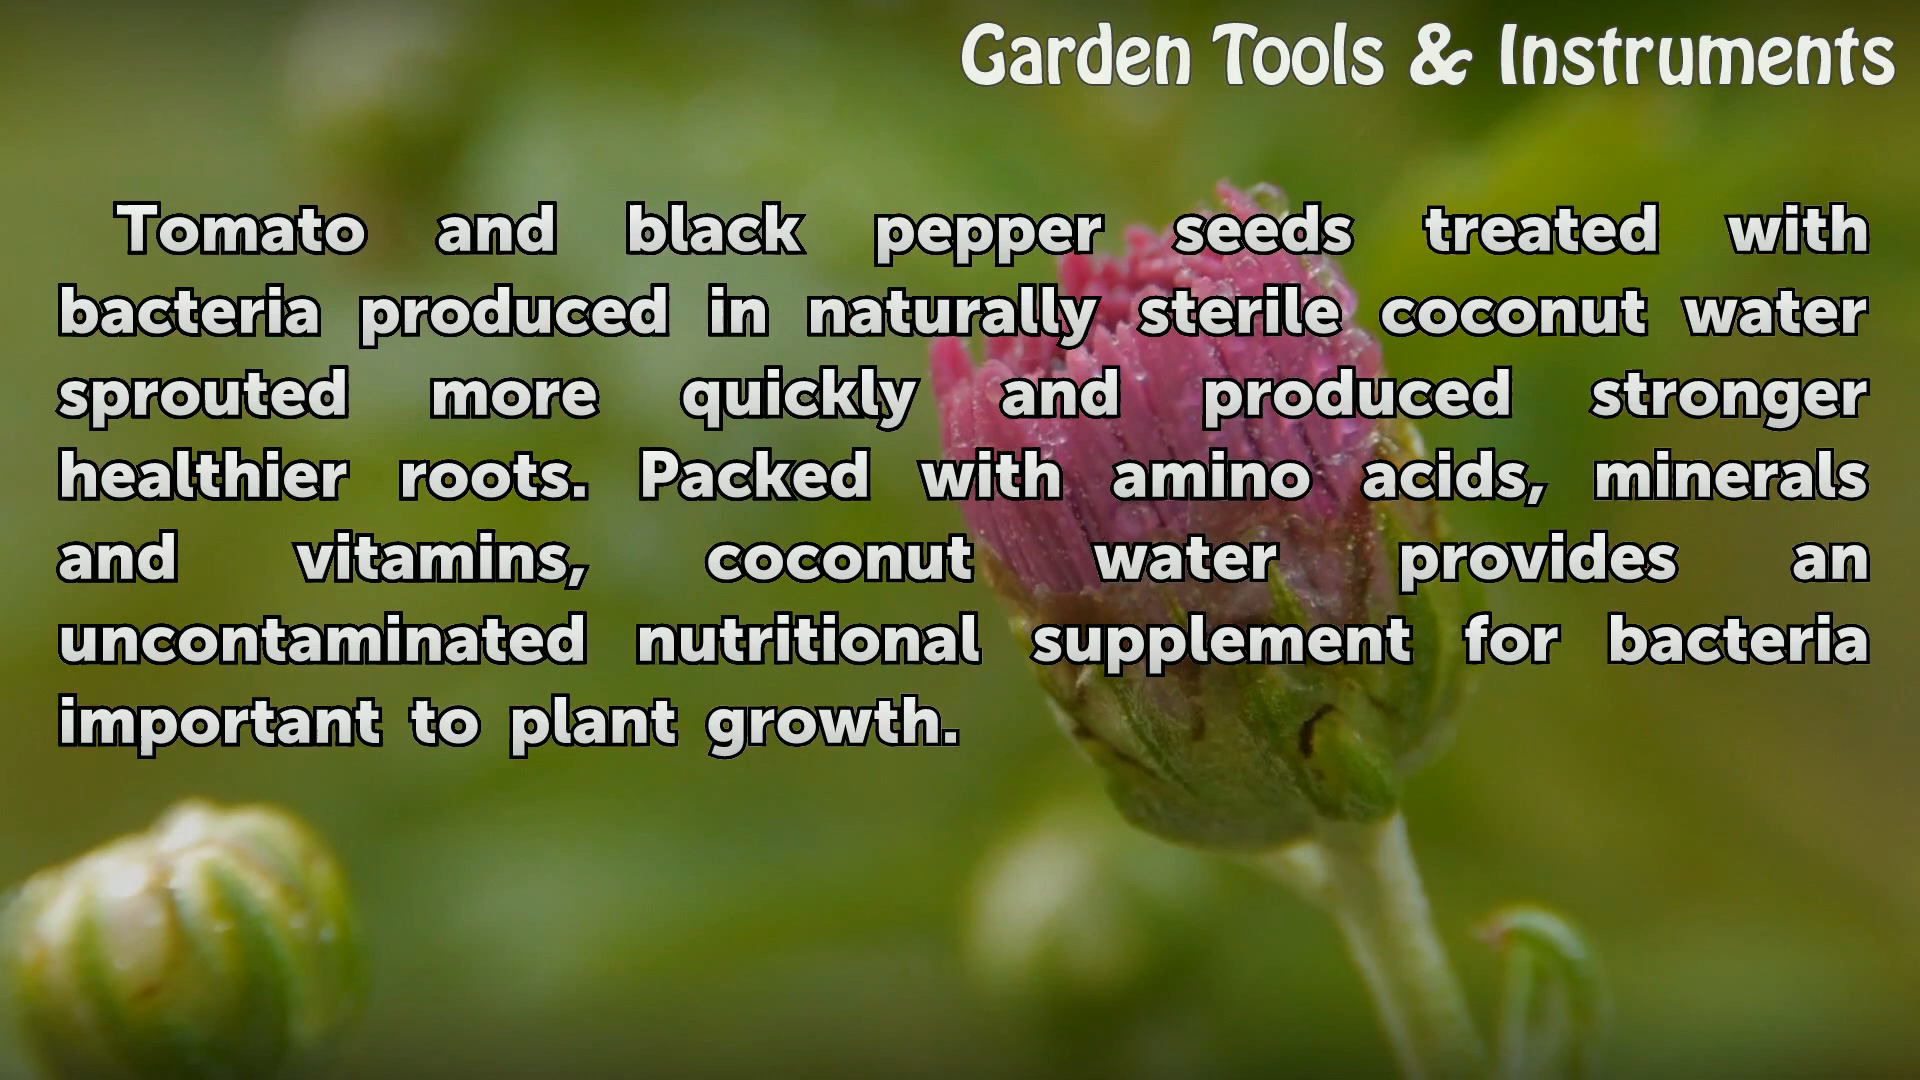 Garden Tools & Instruments
Tomato and black pepper seeds treated with
bacteria produced in naturally sterile coconut water
sprouted more quickly and produced stronger
healthier roots. Packed with amino acids, minerals
and vitamins, coconut water provides an
uncontaminated nutritional supplement for bacteria
important to plant growth.